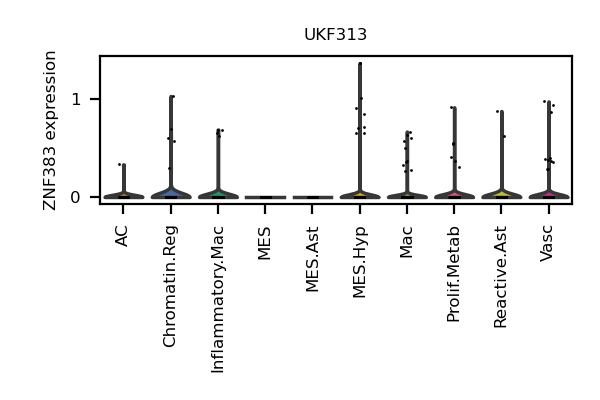 UKF313
ZNF383 expression
1
0
AC
Chromatin.Reg
Inflammatory.Mac
MES
MES.Ast
MES.Hyp
Mac
Prolif.Metab
Reactive.Ast
Vasc